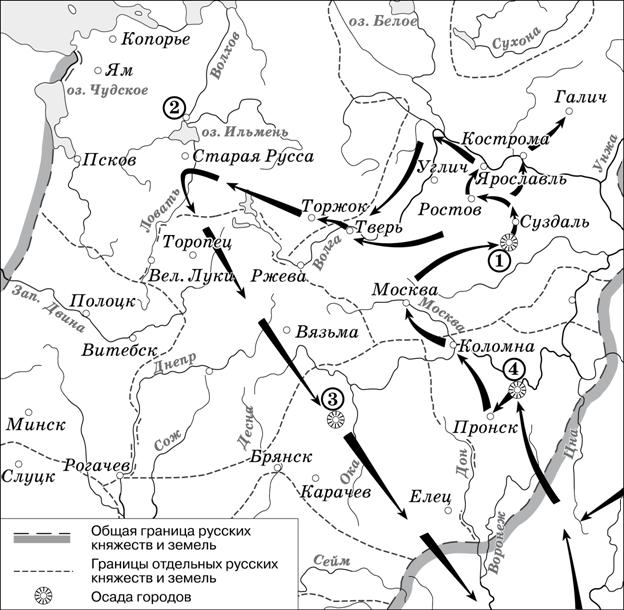 оз. Белое
Сухона
Копорье
Волхов
Ям
оз. Чудское
Галич
2
оз. Ильмень
Кострома
Унжа
Псков
Старая Русса
Углич
Ярославль
Ловать
Ростов
Торжок
Суздаль
Тверь
Торопец
Волга
1
Вел. Луки
Ржева
Москва
Зап. Двина
Полоцк
Москва
Вязьма
Витебск
Коломна
Днепр
4
3
Минск
Десна
Пронск
Сож
Цна
Слуцк
Рогачев
Брянск
Ока
Дон
Карачев
Елец
Воронеж
Сейм
Общая граница русских
княжеств и земель
Границы отдельных русских
княжеств и земель
Осада городов